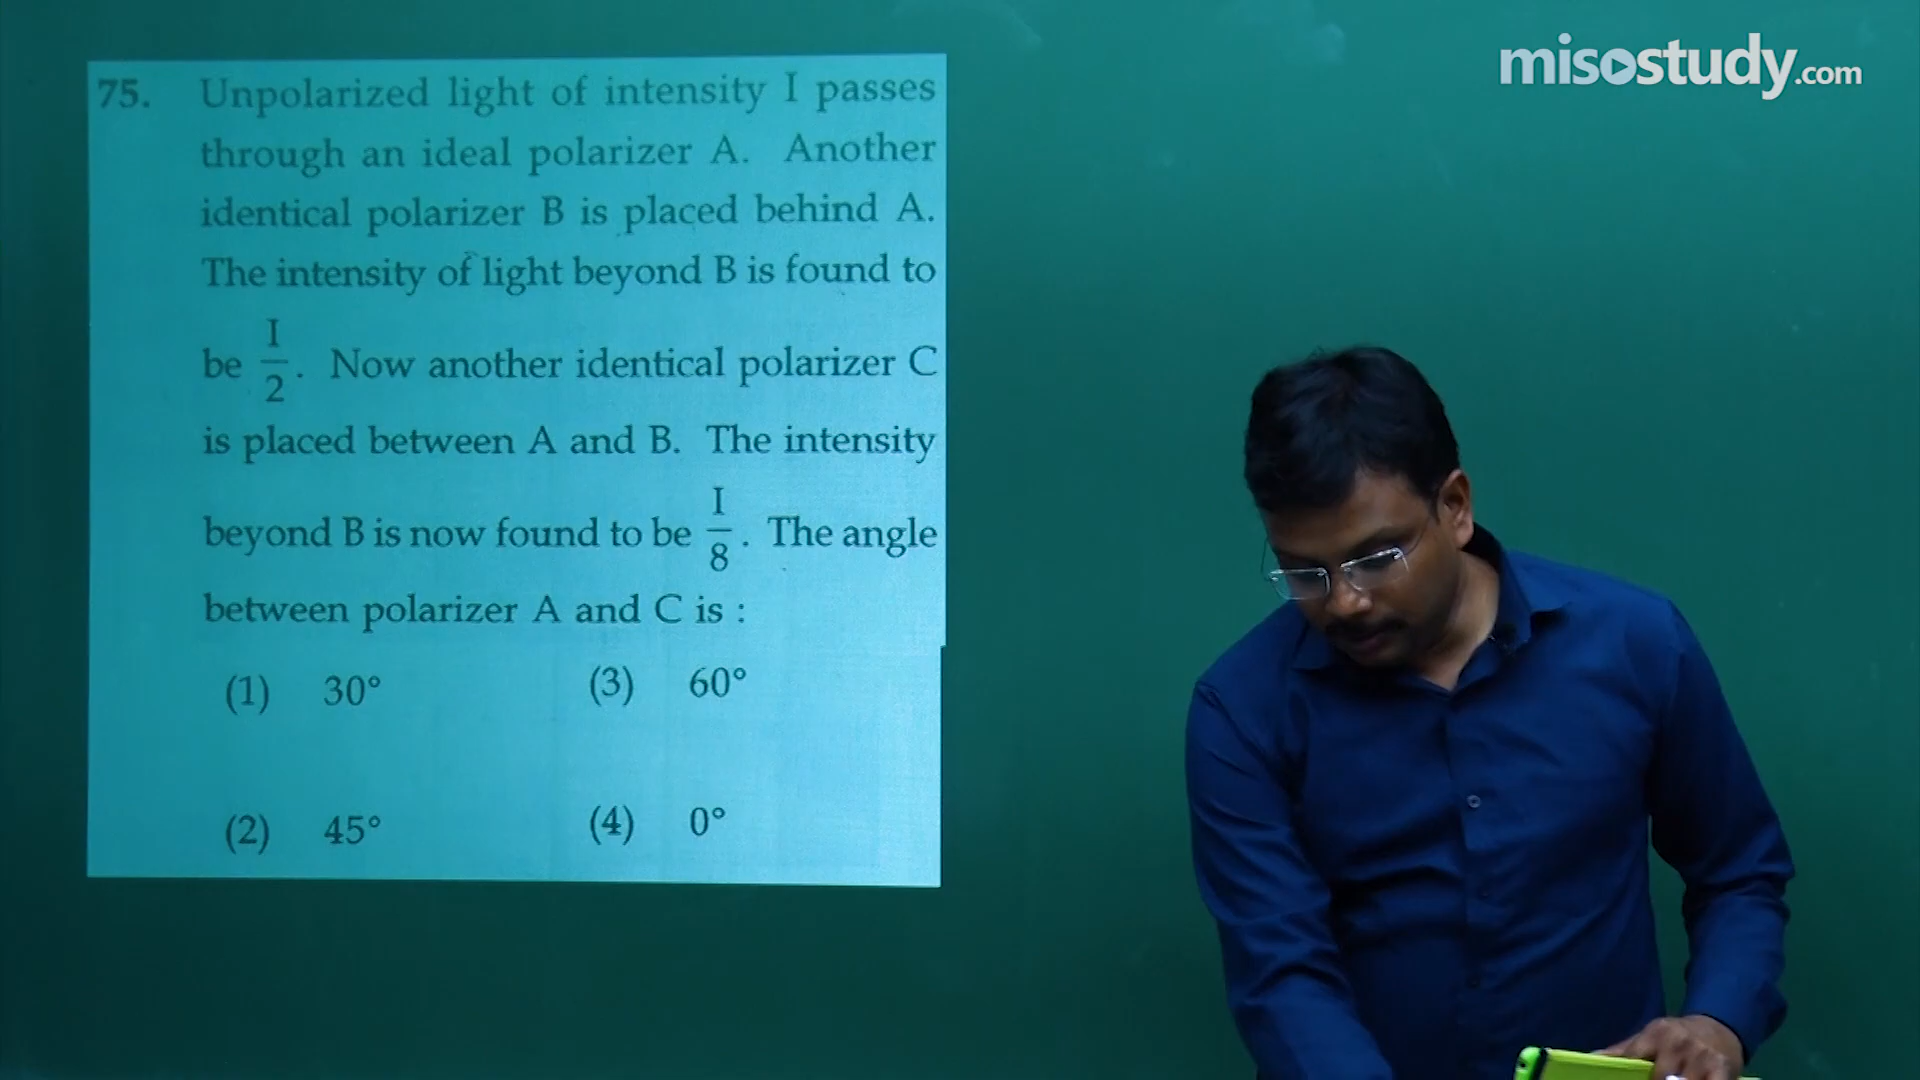 misostudy.com
75. Unpolarized light of intensity I passes
through an ideal polarizer A. Another
identical polarizer B is placed behind A.
The intensity of light beyond B is found to
be I/2. Now another identical polarizer C
is placed between A and B. The intensity
beyond B is now found to be I/8. The angle
between polarizer A and C is :
(1) 30° (3) 60°
(2) 45° (4) 0°